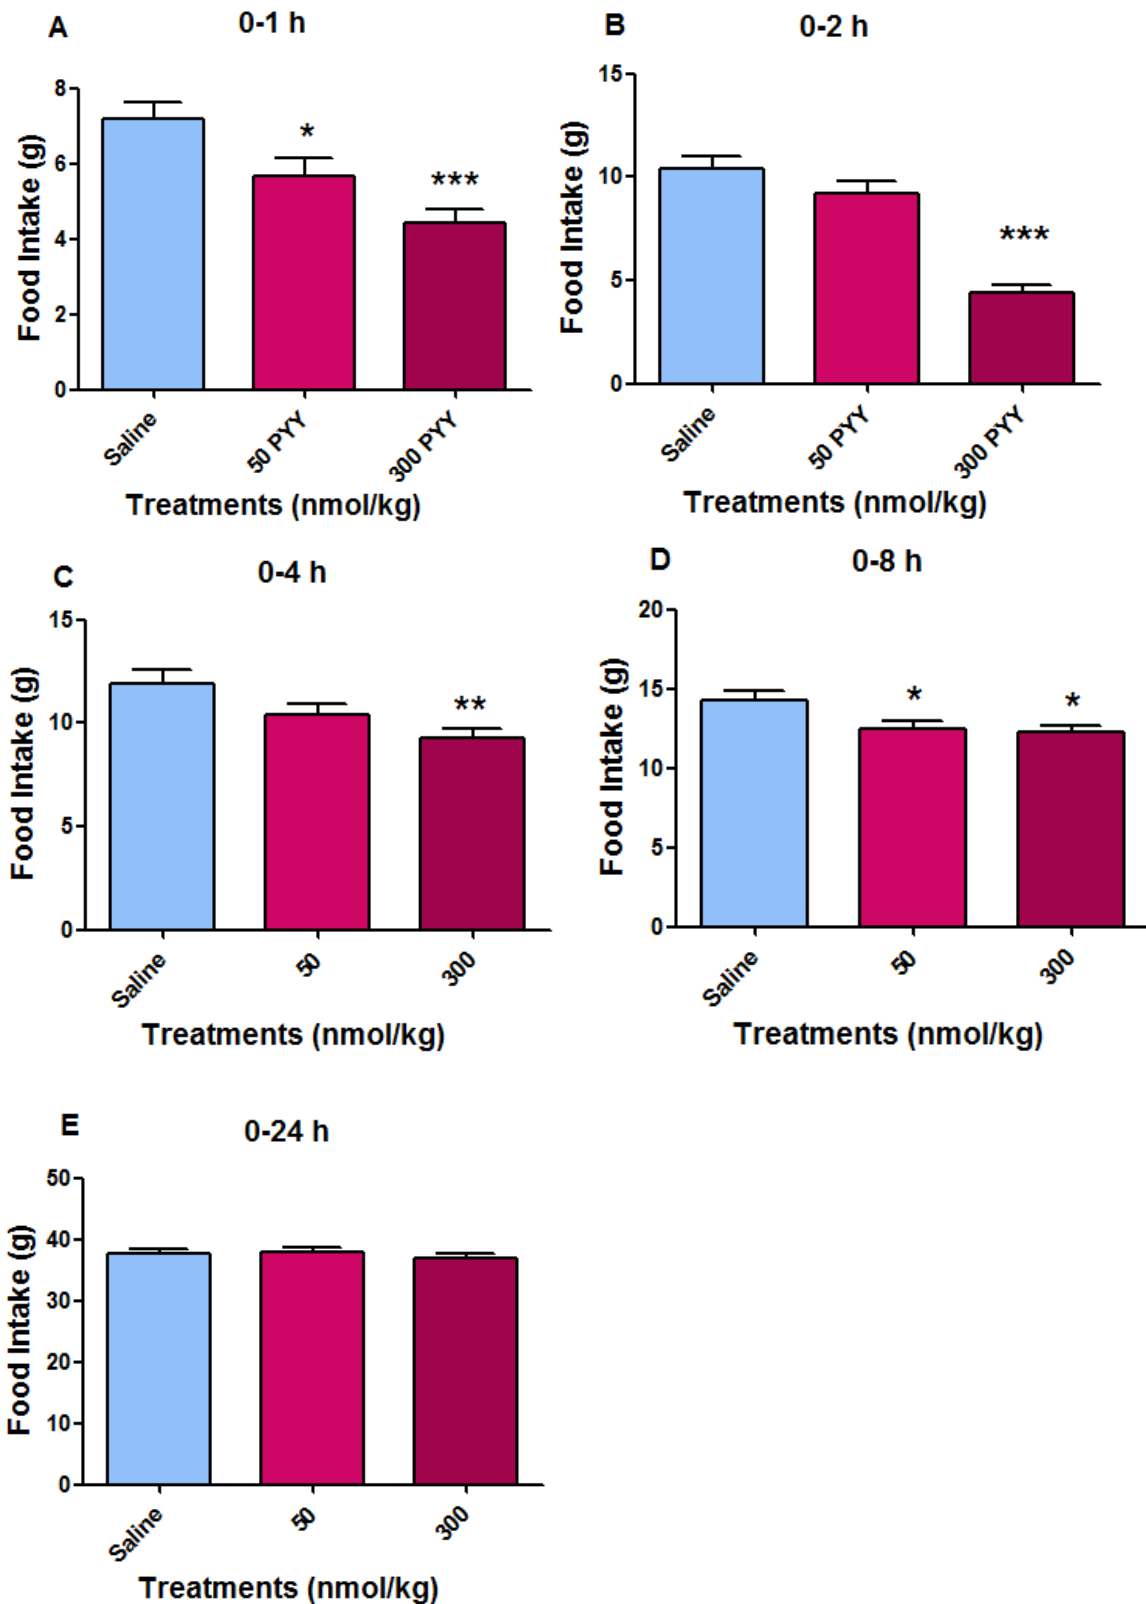 A
0-1 h
Food Intake (g)
8
6
4
2
0
*
***
Saline
50 PYY
300 PYY
Treatments (nmol/kg)
B
0-2 h
Food Intake (g)
15
10
5
0
***
Saline
50 PYY
300 PYY
Treatments (nmol/kg)
C
0-4 h
Food Intake (g)
15
10
5
0
**
Saline
50
300
Treatments (nmol/kg)
D
0-8 h
Food Intake (g)
20
15
10
5
0
*
*
Saline
50
300
Treatments (nmol/kg)
E
0-24 h
Food Intake (g)
50
40
30
20
10
0
Saline
50
300
Treatments (nmol/kg)